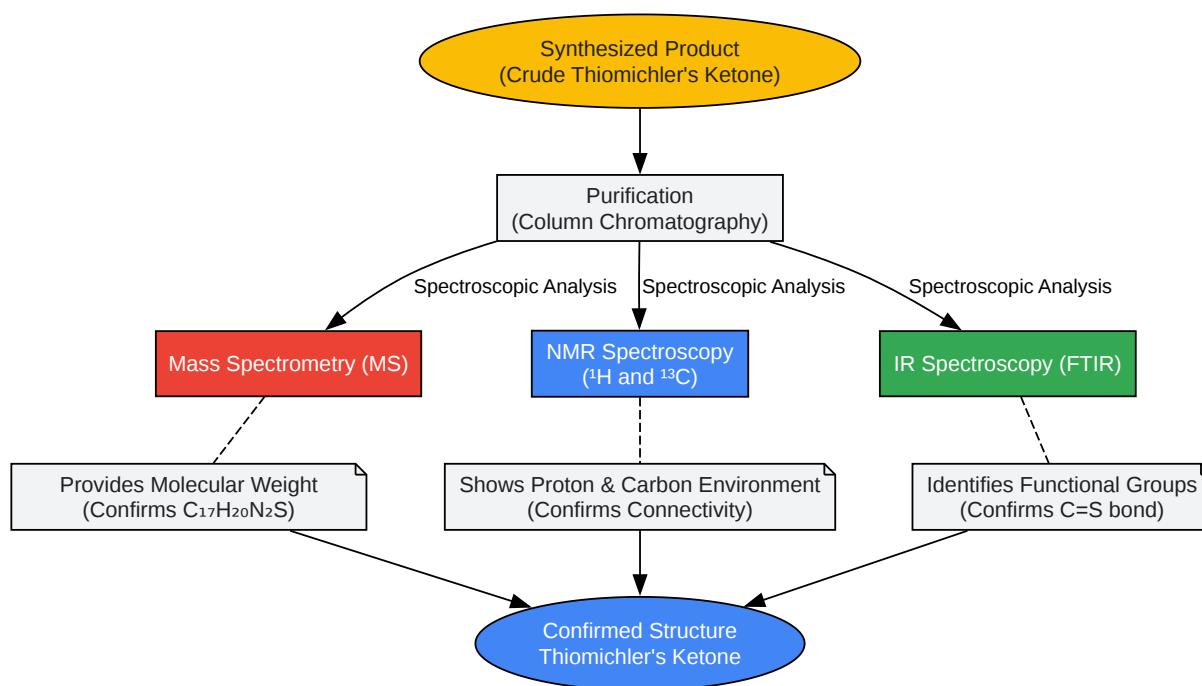 Synthesized Product
(Crude Thiomichler's Ketone)
Purification
(Column Chromatography)
Spectroscopic Analysis
Spectroscopic Analysis
Spectroscopic Analysis
Mass Spectrometry (MS)
NMR Spectroscopy
(¹H and ¹³C)
IR Spectroscopy (FTIR)
Provides Molecular Weight
(Confirms C₁₇H₂₀N₂S)
Shows Proton & Carbon Environment
(Confirms Connectivity)
Identifies Functional Groups
(Confirms C=S bond)
Confirmed Structure
Thiomichler's Ketone